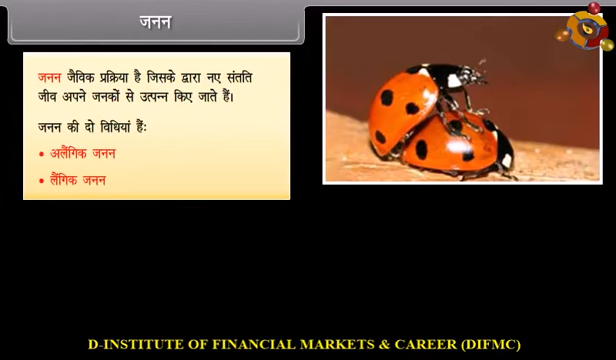 जनन
जनन जैविक प्रक्रिया है जिसके द्वारा नए संतति
जीव अपने जनकों से उत्पन्न किए जाते हैं।
जनन की दो विधियां हैं:
• अलैंगिक जनन
• लैंगिक जनन
D-INSTITUTE OF FINANCIAL MARKETS & CAREER (DIFMC)